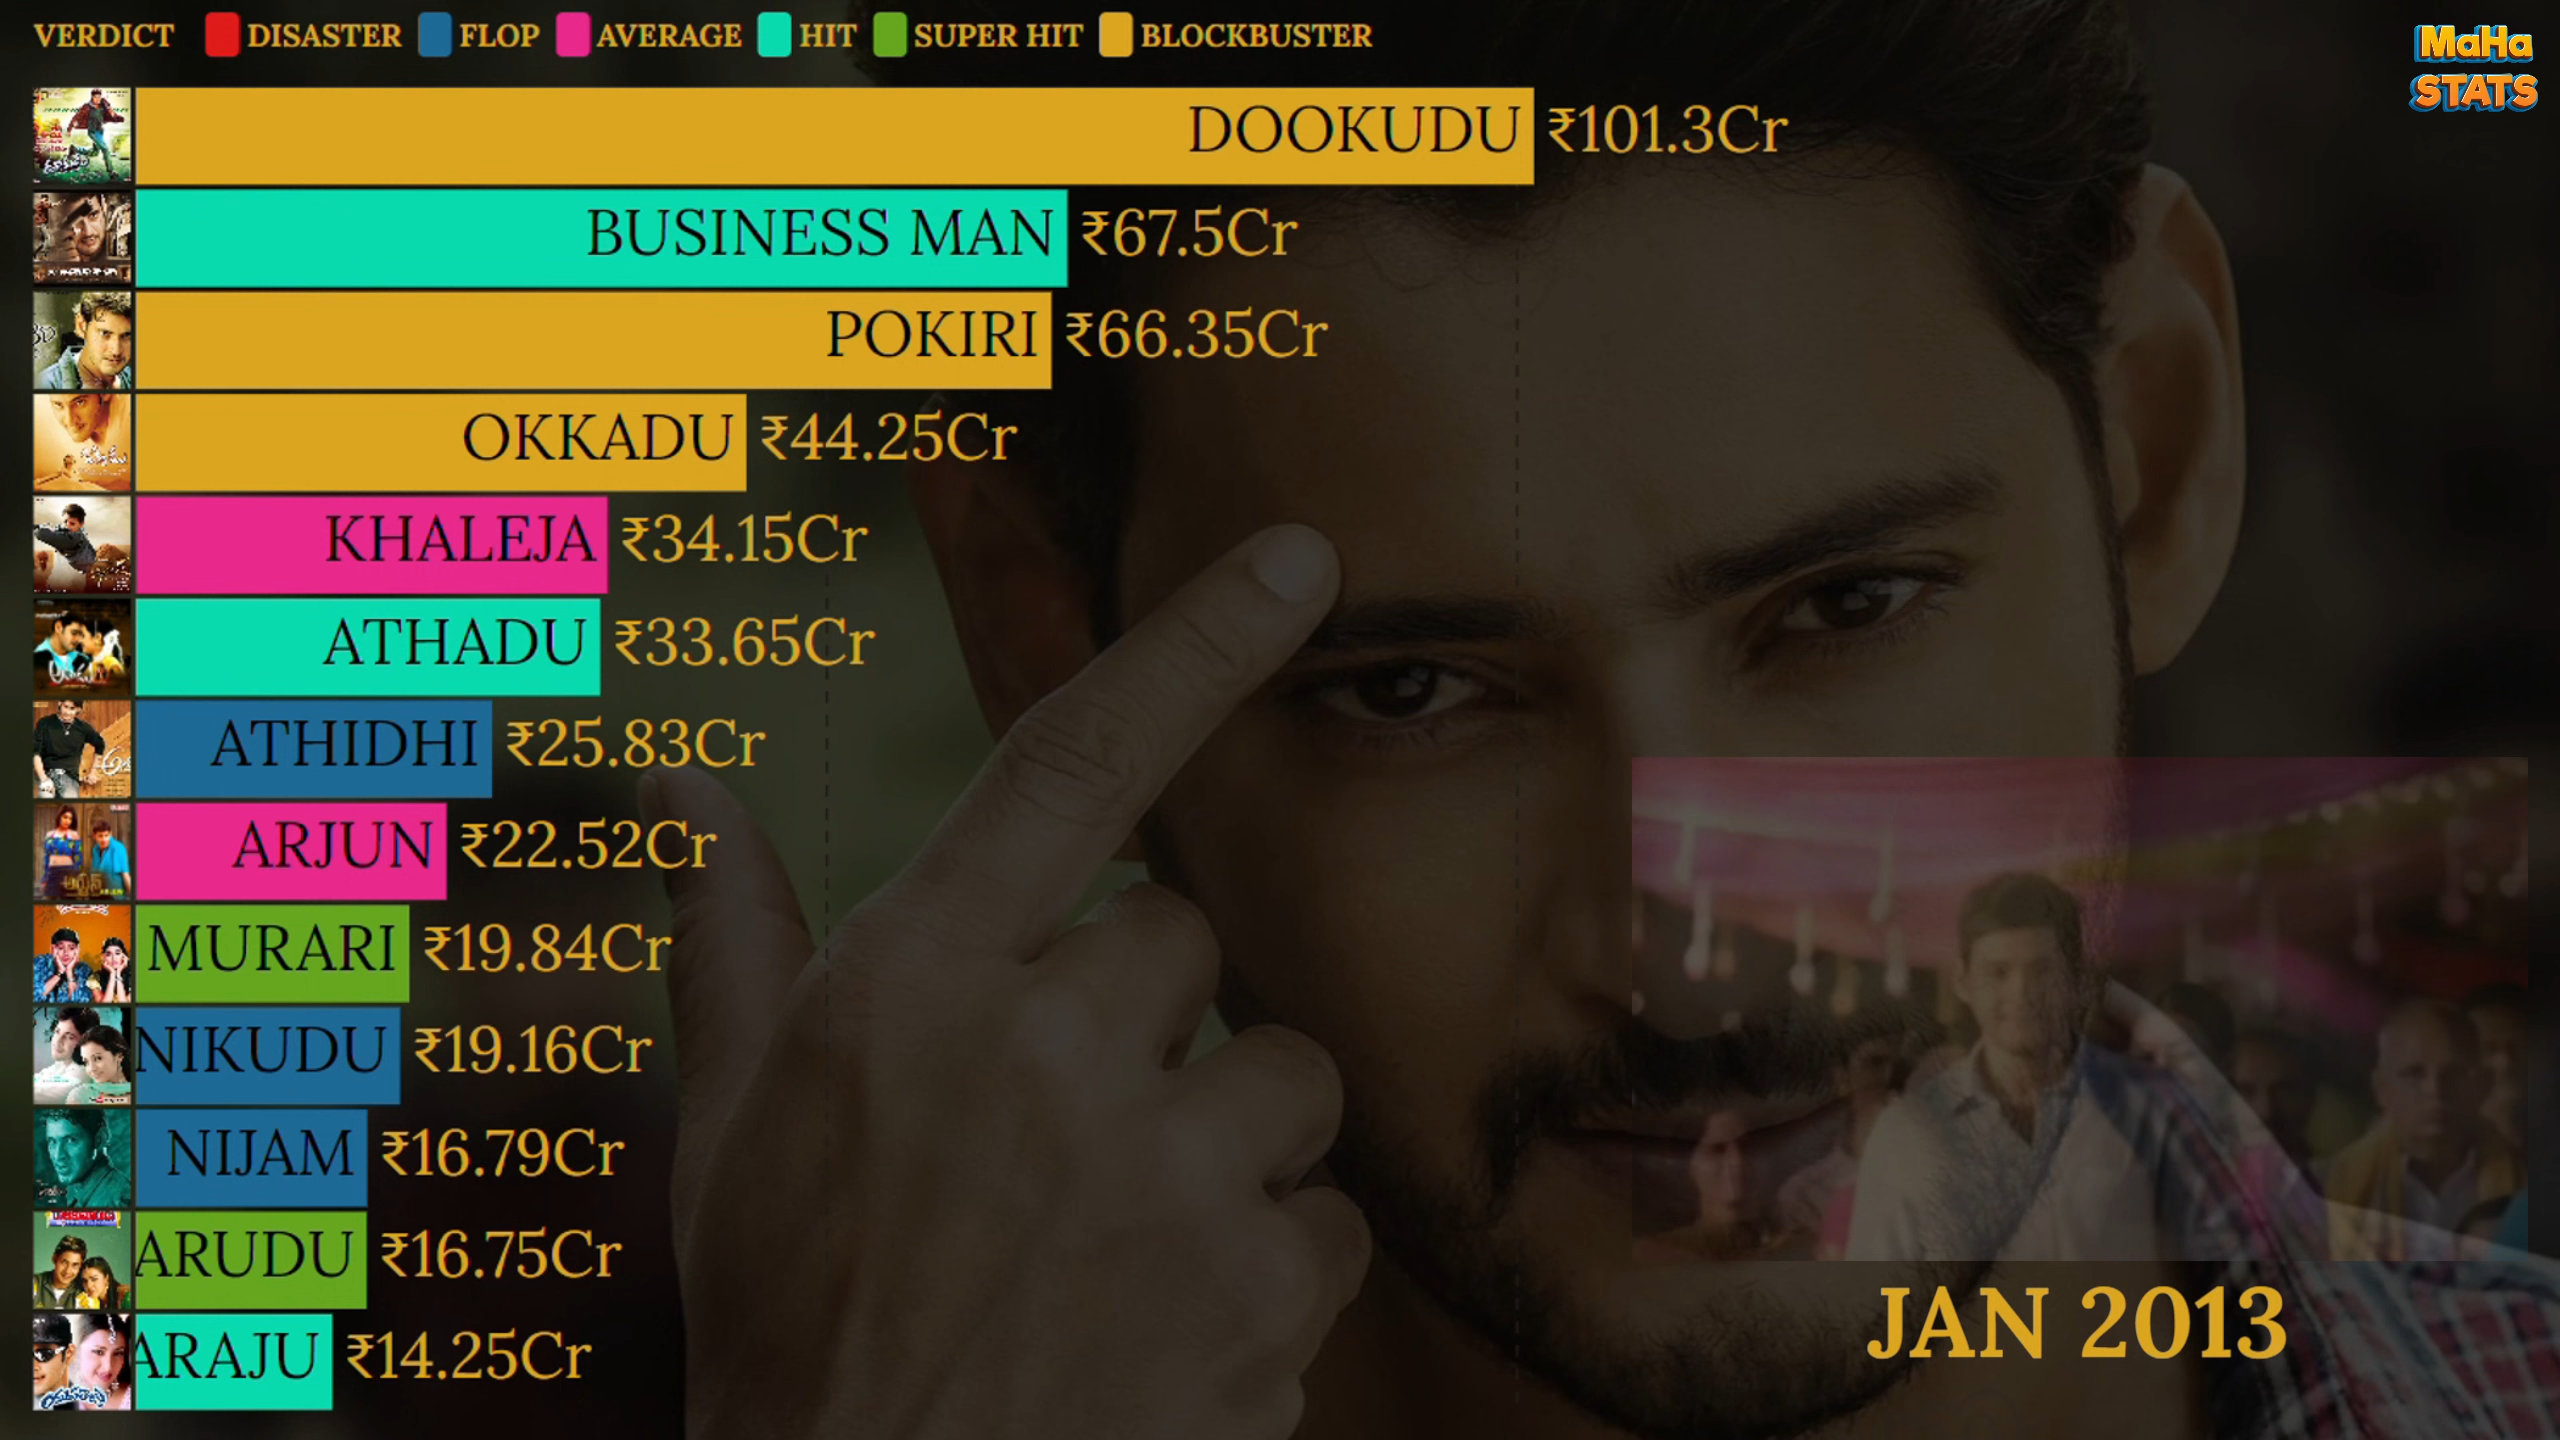 VERDICT DISASTER FLOP AVERAGE HIT SUPER HIT BLOCKBUSTER
MaHa
STATS
DOOKUDU ₹101.3Cr
BUSINESS MAN ₹67.5Cr
POKIRI ₹66.35Cr
OKKADU ₹44.25Cr
KHALEJA ₹34.15Cr
ATHADU ₹33.65Cr
ATHIDHI ₹25.83Cr
ARJUN ₹22.52Cr
MURARI ₹19.84Cr
NIKUDU ₹19.16Cr
NIJAM ₹16.79Cr
ARUDU ₹16.75Cr
ARAJU ₹14.25Cr
JAN 2013